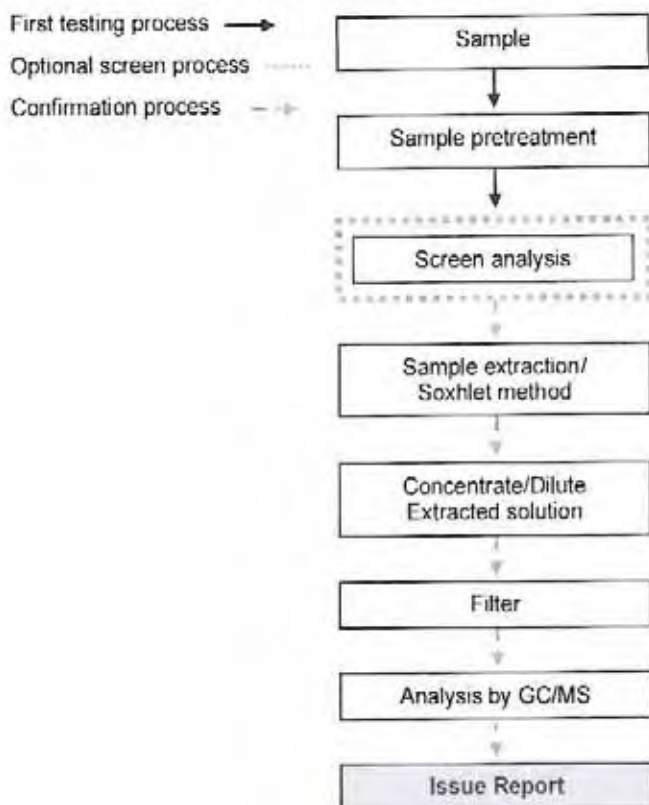 First testing process
Optional screen process
Confirmation process
Sample
Sample pretreatment
Screen analysis
Sample extraction/
Soxhlet method
Concentrate/Dilute
Extracted solution
Filter
Analysis by GC/MS
Issue Report